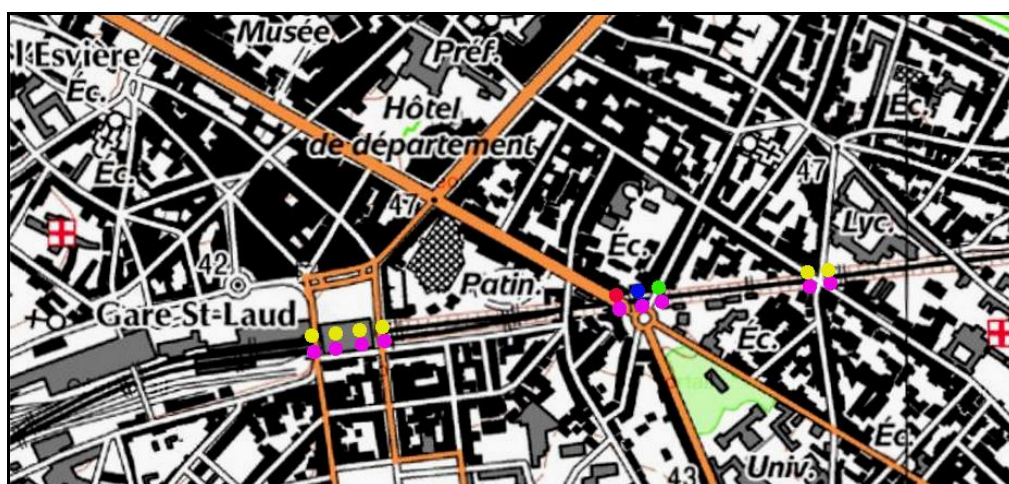 Musée
l'Esvière
Préf.
Éc.
Éc.
Hôtel
de département
Éc.
47
47
Lyc.
Éc.
42
Patin.
Gare St-Laud
Éc.
Éc.
Univ.
43